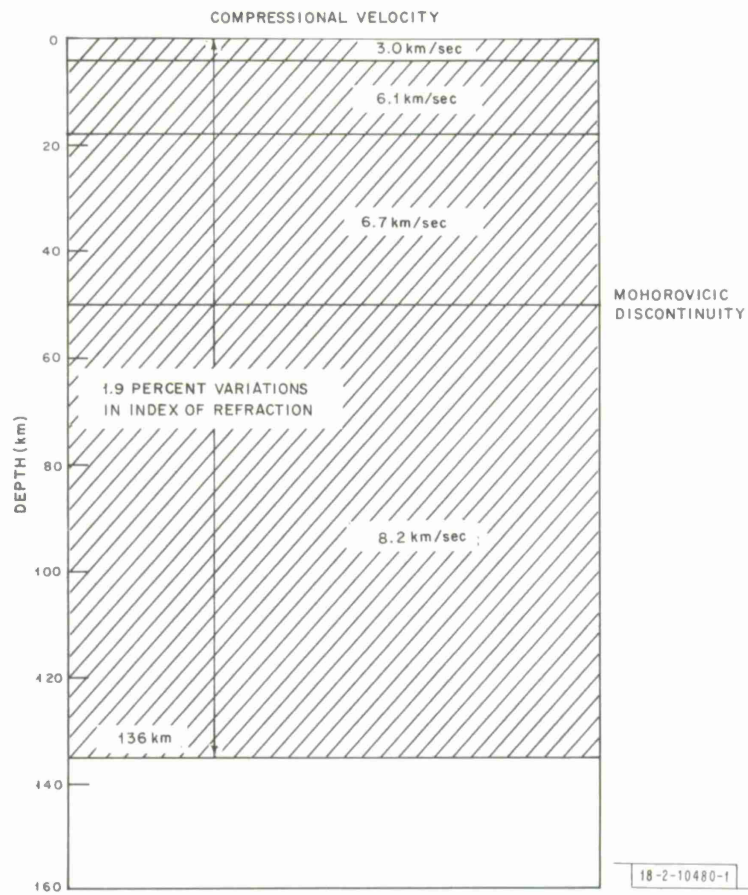 COMPRESSIONAL VELOCITY
0
3.0 km/sec
6.1 km/sec
20
6.7 km/sec
40
MOHOROVICIC
DISCONTINUITY
60
1.9 PERCENT VARIATIONS
IN INDEX OF REFRACTION
DEPTH (km)
80
8.2 km/sec
100
120
136 km
140
160
18-2-10480-1